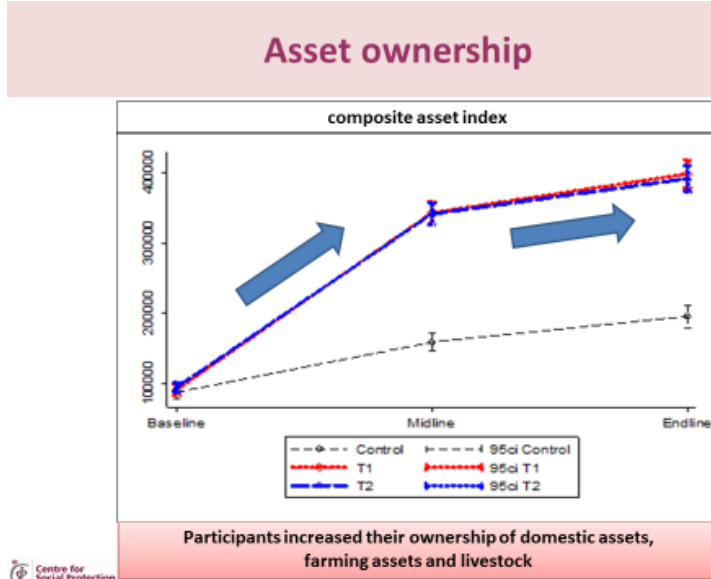 Asset ownership
composite asset index
400000
300000
200000
100000
Baseline Midline Endline
Control 95ci Control
T1 95ci T1
T2 95ci T2
Participants increased their ownership of domestic assets,
farming assets and livestock
Centre for
Social Protection